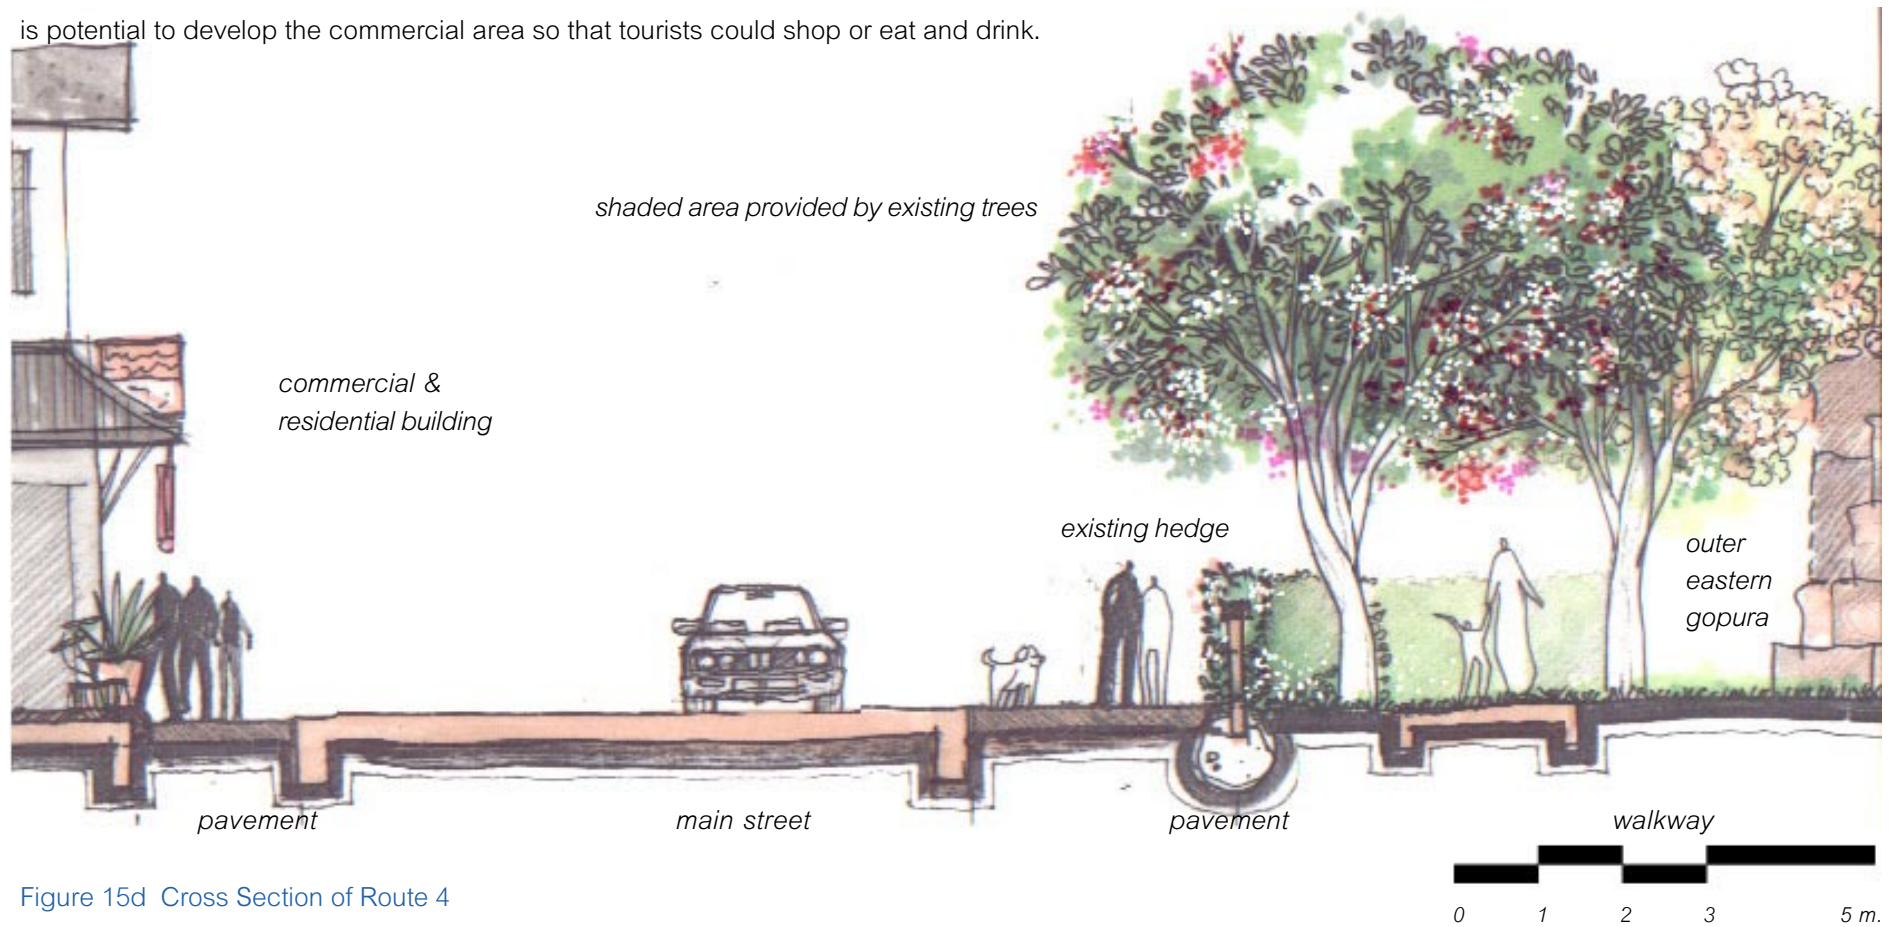 is potential to develop the commercial area so that tourists could shop or eat and drink.
shaded area provided by existing trees
commercial &
residential building
existing hedge
outer
eastern
gopura
pavement
main street
pavement
walkway
Figure 15d  Cross Section of Route 4
0 1 2 3 5 m.